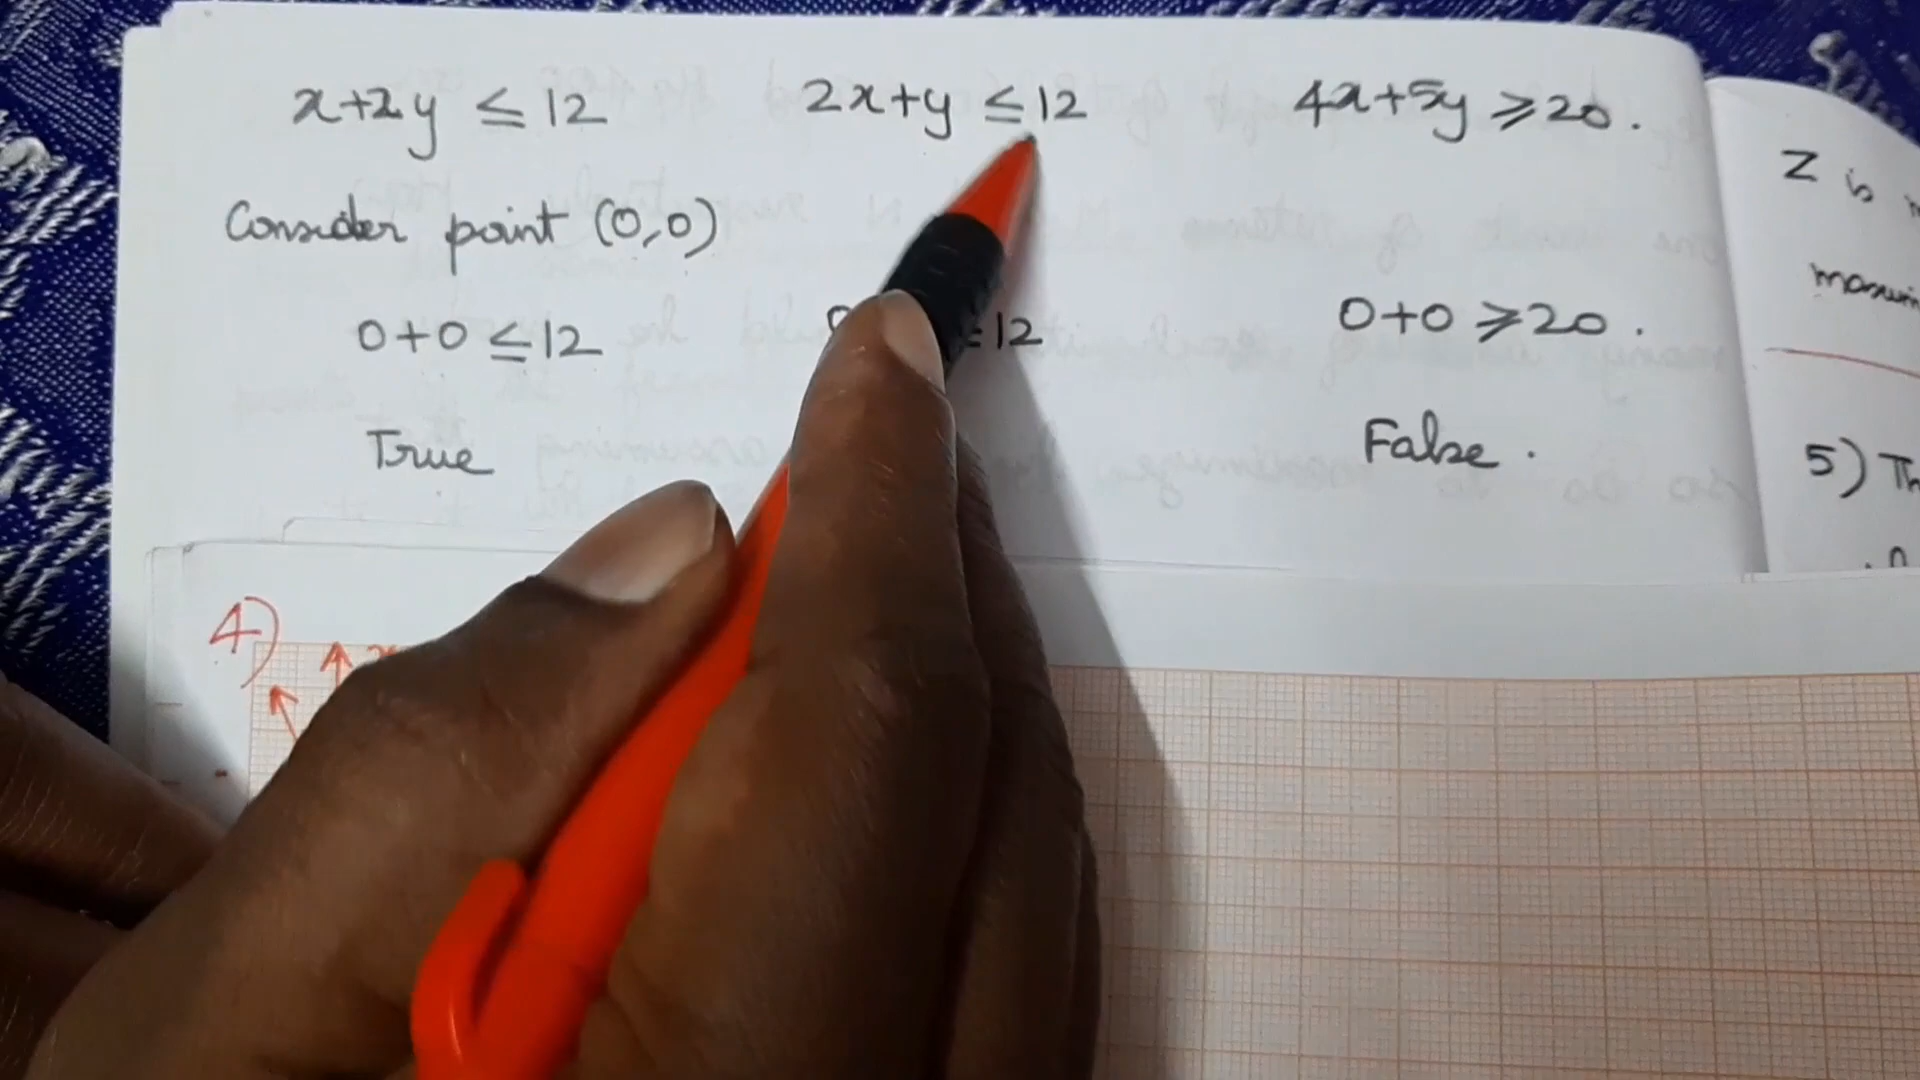 x+2y ≤ 12 2x+y ≤ 12 4x+5y ⩾ 20.
Consider point (0,0)
0+0 ≤ 12 12 0+0 ⩾ 20.
True False.
Z is
5) Th
4)